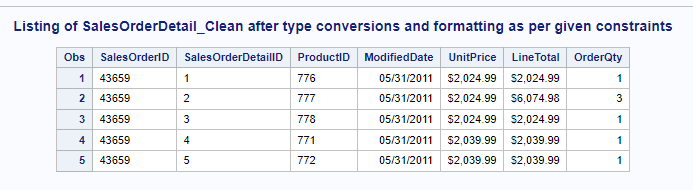 Listing of SalesOrderDetail_Clean after type conversions and formatting as per given constraints
Obs SalesOrderID SalesOrderDetailID ProductID ModifiedDate UnitPrice LineTotal OrderQty
1 43659 1 776 05/31/2011 $2,024.99 $2,024.99 1
2 43659 2 777 05/31/2011 $2,024.99 $6,074.98 3
3 43659 3 778 05/31/2011 $2,024.99 $2,024.99 1
4 43659 4 771 05/31/2011 $2,039.99 $2,039.99 1
5 43659 5 772 05/31/2011 $2,039.99 $2,039.99 1